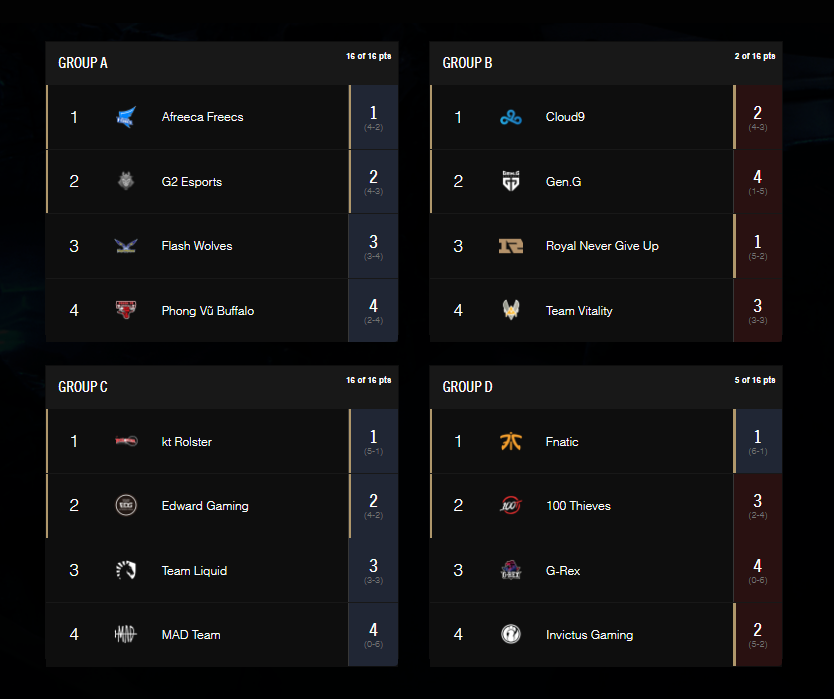 GROUP A 16 of 16 pts
1 Afreeca Freecs 1
(4-2)
2 G2 Esports 2
(4-3)
3 Flash Wolves 3
(3-4)
4 Phong Vũ Buffalo 4
(2-4)
GROUP B 2 of 16 pts
1 Cloud9 2
(4-3)
2 Gen.G Gen.G 4
(1-5)
3 Royal Never Give Up 1
(5-2)
4 Team Vitality 3
(3-3)
GROUP C 16 of 16 pts
1 kt Rolster 1
(5-1)
2 EDG Edward Gaming 2
(4-2)
3 Team Liquid 3
(3-3)
4 MAD MAD Team 4
(0-6)
GROUP D 5 of 16 pts
1 Fnatic 1
(6-1)
2 100 100 Thieves 3
(2-4)
3 G-REX G-Rex 4
(0-6)
4 Invictus Gaming 2
(5-2)